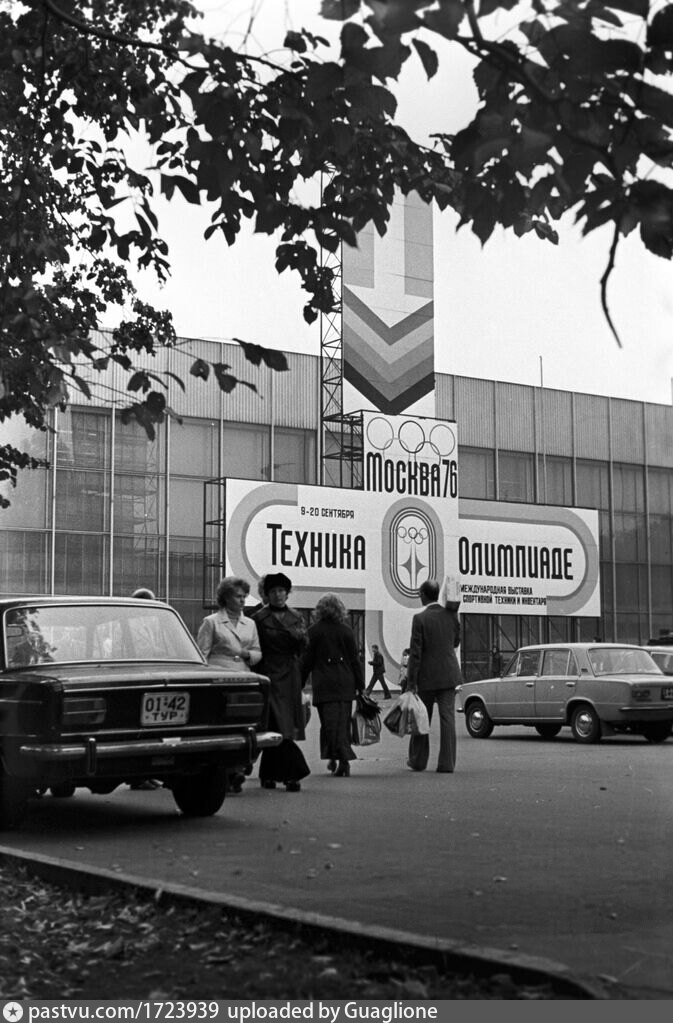 Москва 76
9-20 СЕНТЯБРЯ
Техника Олимпиаде
МЕЖДУНАРОДНАЯ ВЫСТАВКА
СПОРТИВНОЙ ТЕХНИКИ И ИНВЕНТАРЯ
01-42
ТУР
pastvu.com/1723939 uploaded by Guaglione